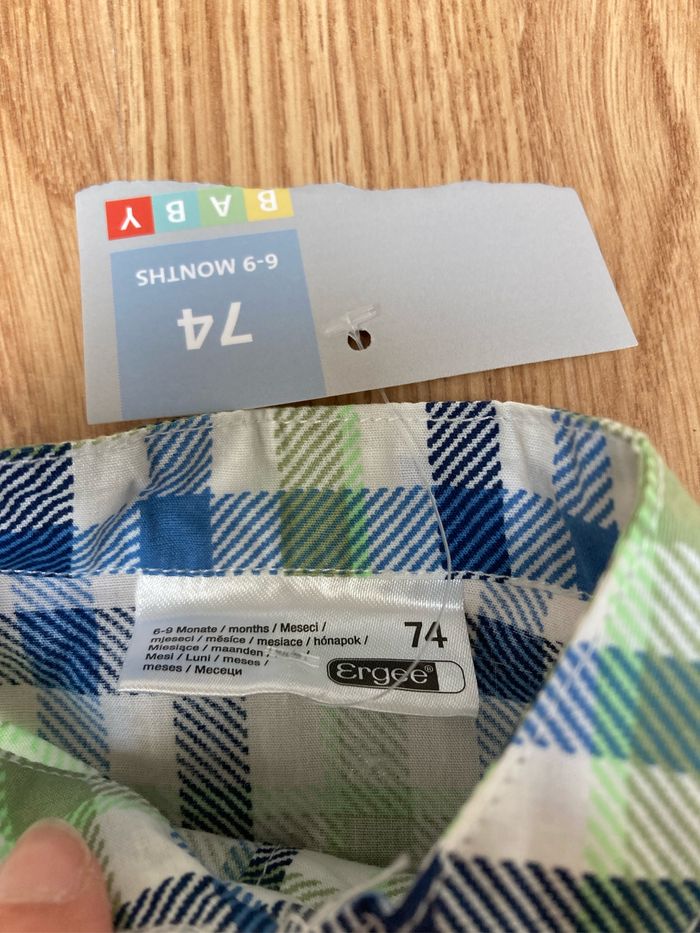 BABY
6-9 MONTHS
74
6-9 Monate / months / Meseci /
mjeseci / měsíce / mesiace / hónapok /
Miesiące / maanden /
Mesi / Luni / meses /
meses / Месеци
74
Ergee®